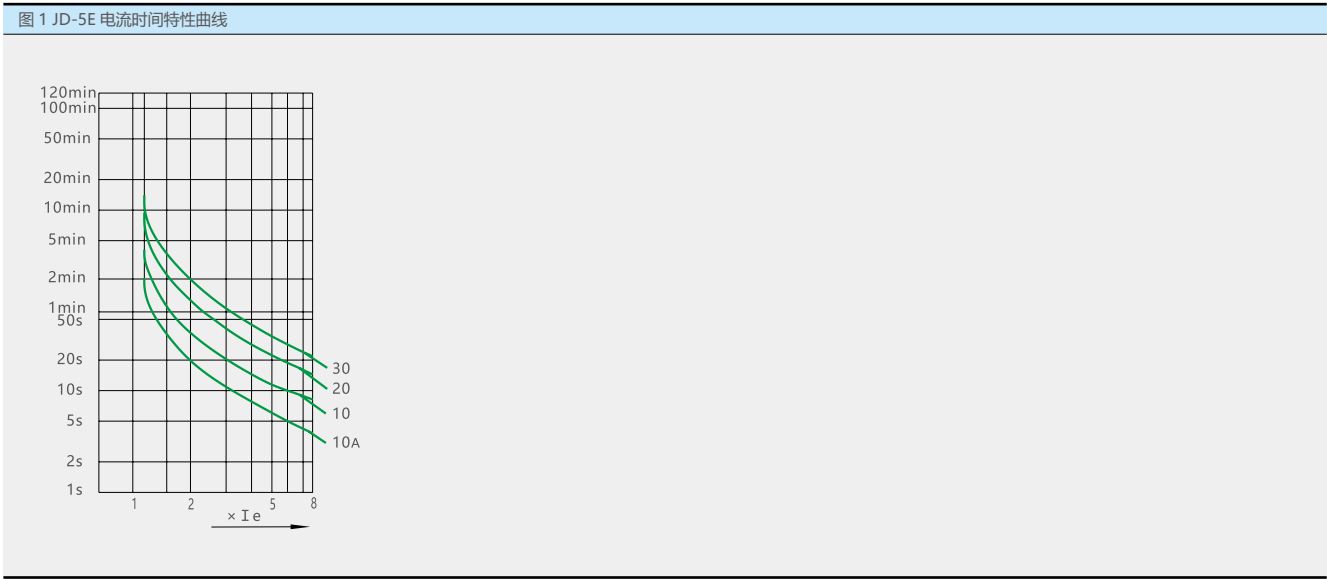 图 1 JD-5E 电流时间特性曲线
120min
100min
50min
20min
10min
5min
2min
1min
50s
20s
30
20
10s
10
5s
10A
2s
1s
1 2 5 8
×Ie